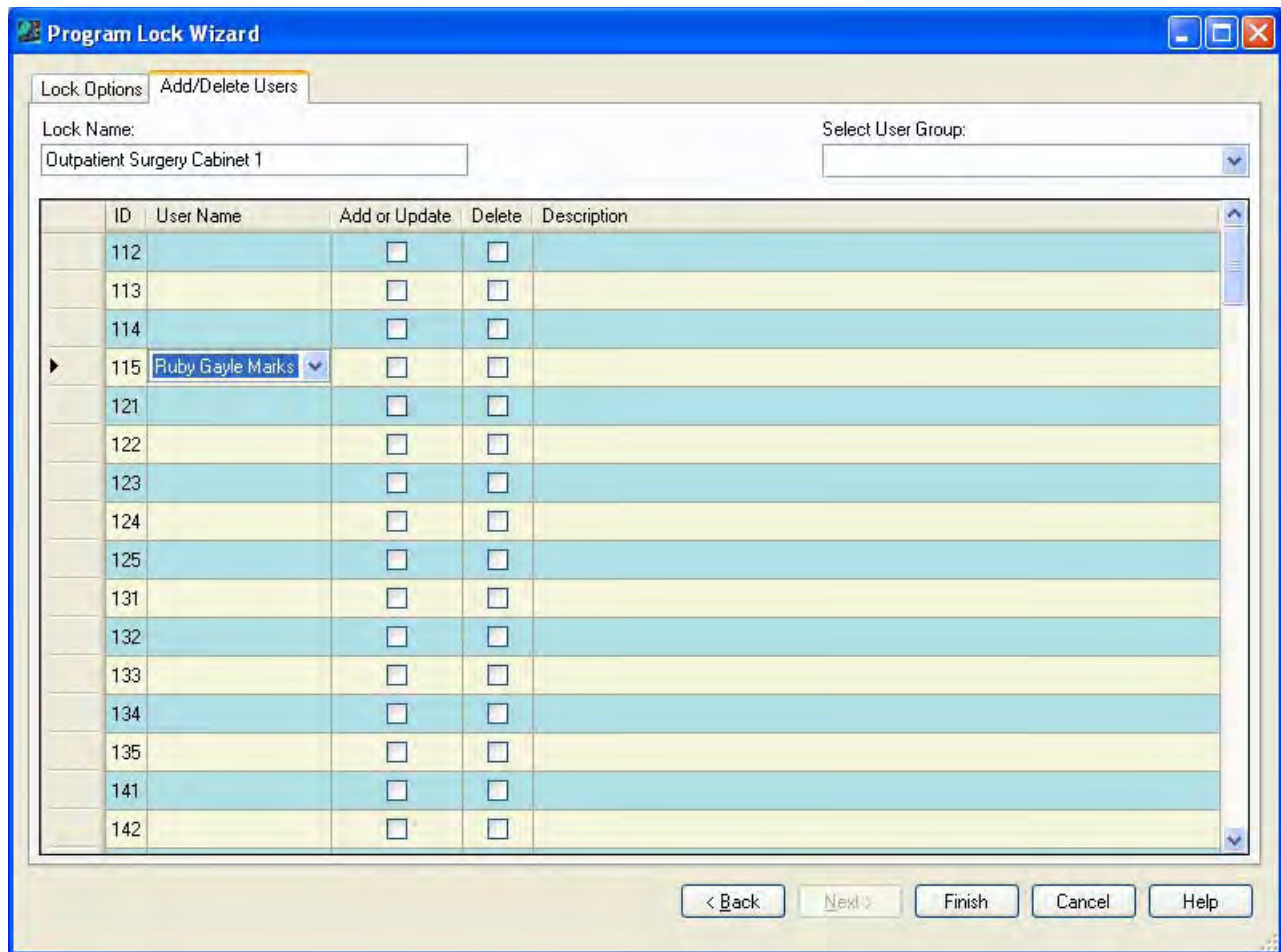 Program Lock Wizard
Lock Options Add/Delete Users
Lock Name: Select User Group:
Outpatient Surgery Cabinet 1
ID User Name Add or Update Delete Description
112
113
114
115 Ruby Gayle Marks
121
122
123
124
125
131
132
133
134
135
141
142
< Back Next > Finish Cancel Help